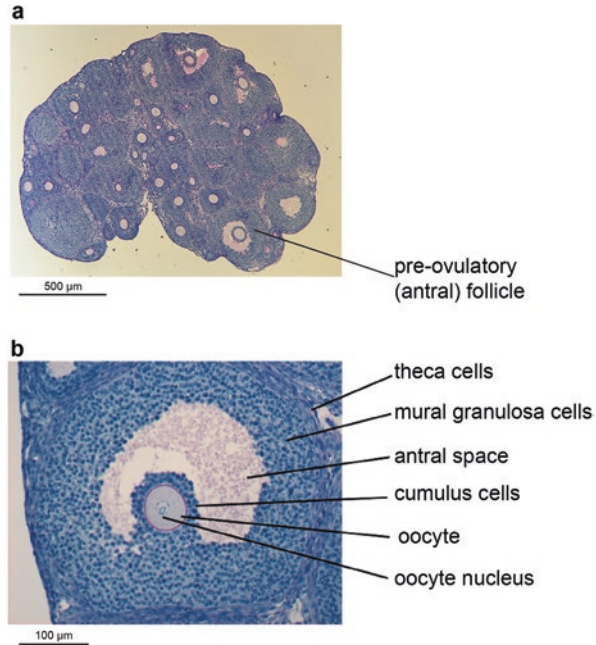 a
pre-ovulatory
(antral) follicle
500 µm
b
theca cells
mural granulosa cells
antral space
cumulus cells
oocyte
oocyte nucleus
100 µm